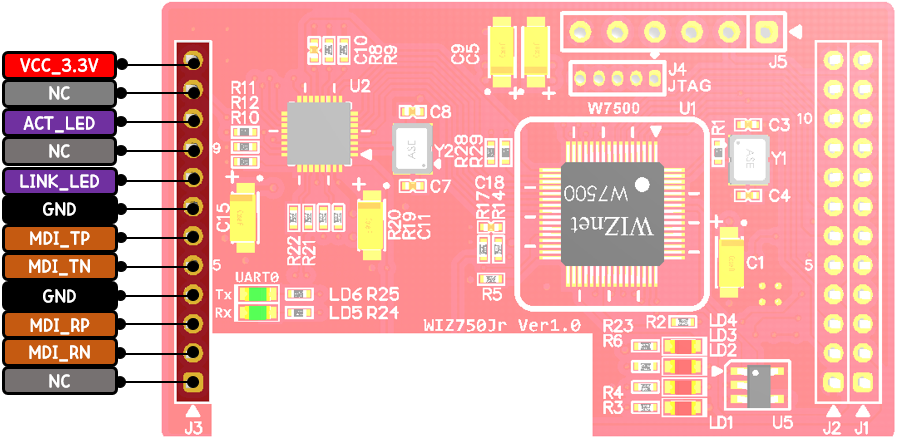 VCC_3.3V
NC
ACT_LED
NC
LINK_LED
GND
MDI_TP
MDI_TN
GND
MDI_RP
MDI_RN
NC
9
5
J3
R11
R12
R10
C15
C10
R8
R9
U2
C8
Y2
ASE
C7
R22
R21
R20
R19
C11
UART0
Tx
Rx
LD6 R25
LD5 R24
WIZ750Jr Ver1.0
C9
C5
J5
J4
JTAG
W7500
U1
R28
R29
C18
R17
R14
R5
WIZnet
W7500
R1
C3
Y1
ASE
C4
C1
R23
R6
R4
R3
R2
LD4
LD3
LD2
LD1
U5
10
5
J2
J1